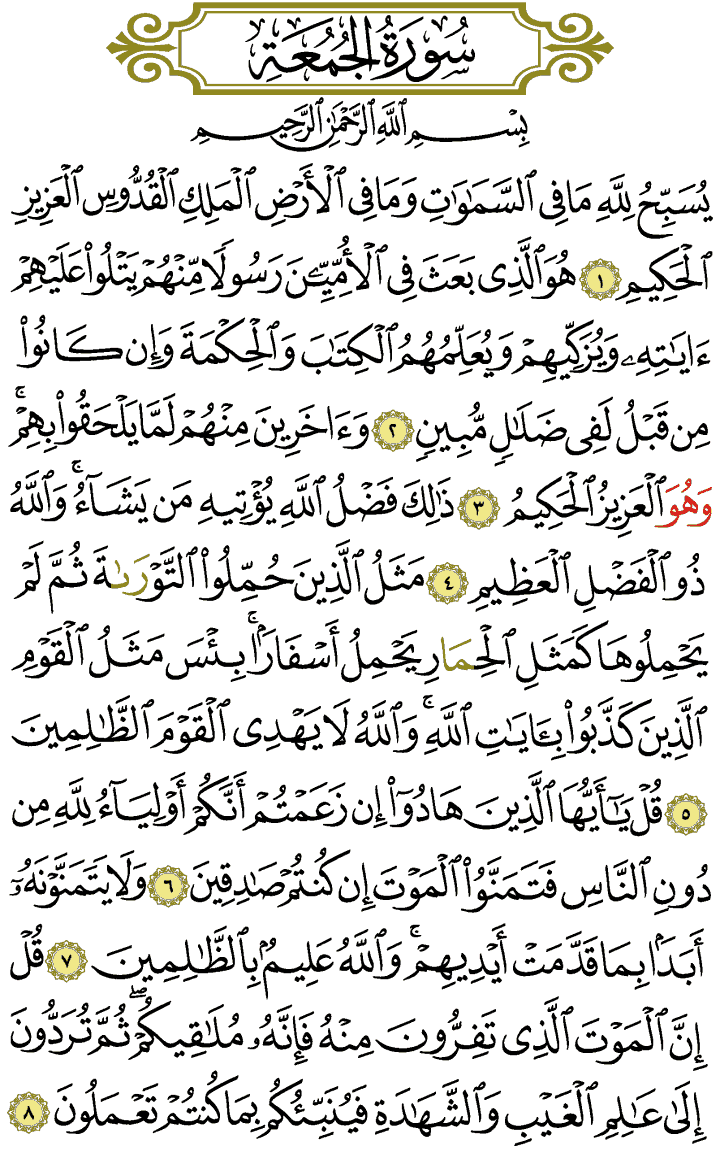 سُورَةُ الجُمُعَةِ
بِسْمِ ٱللَّهِ ٱلرَّحْمَٰنِ ٱلرَّحِيمِ
يُسَبِّحُ لِلَّهِ مَا فِى ٱلسَّمَٰوَٰتِ وَمَا فِى ٱلْأَرْضِ ٱلْمَلِكِ ٱلْقُدُّوسِ ٱلْعَزِيزِ
ٱلْحَكِيمِ ١ هُوَ ٱلَّذِى بَعَثَ فِى ٱلْأُمِّيِّـۧنَ رَسُولًا مِّنْهُمْ يَتْلُوا۟ عَلَيْهِمْ
ءَايَٰتِهِۦ وَيُزَكِّيهِمْ وَيُعَلِّمُهُمُ ٱلْكِتَٰبَ وَٱلْحِكْمَةَ وَإِن كَانُوا۟
مِن قَبْلُ لَفِى ضَلَٰلٍ مُّبِينٍ ٢ وَءَاخَرِينَ مِنْهُمْ لَمَّا يَلْحَقُوا۟ بِهِمْ ۚ
وَهُوَ ٱلْعَزِيزُ ٱلْحَكِيمُ ٣ ذَٰلِكَ فَضْلُ ٱللَّهِ يُؤْتِيهِ مَن يَشَآءُ ۚ وَٱللَّهُ
ذُو ٱلْفَضْلِ ٱلْعَظِيمِ ٤ مَثَلُ ٱلَّذِينَ حُمِّلُوا۟ ٱلتَّوْرَىٰةَ ثُمَّ لَمْ
يَحْمِلُوهَا كَمَثَلِ ٱلْحِمَارِ يَحْمِلُ أَسْفَارًۢا ۚ بِئْسَ مَثَلُ ٱلْقَوْمِ
ٱلَّذِينَ كَذَّبُوا۟ بِـَٔايَٰتِ ٱللَّهِ ۚ وَٱللَّهُ لَا يَهْدِى ٱلْقَوْمَ ٱلظَّٰلِمِينَ
٥ قُلْ يَٰٓأَيُّهَا ٱلَّذِينَ هَادُوٓا۟ إِن زَعَمْتُمْ أَنَّكُمْ أَوْلِيَآءُ لِلَّهِ مِن
دُونِ ٱلنَّاسِ فَتَمَنَّوُا۟ ٱلْمَوْتَ إِن كُنتُمْ صَٰدِقِينَ ٦ وَلَا يَتَمَنَّوْنَهُۥٓ
أَبَدًۢا بِمَا قَدَّمَتْ أَيْدِيهِمْ ۚ وَٱللَّهُ عَلِيمٌۢ بِٱلظَّٰلِمِينَ ٧ قُلْ
إِنَّ ٱلْمَوْتَ ٱلَّذِى تَفِرُّونَ مِنْهُ فَإِنَّهُۥ مُلَٰقِيكُمْ ۖ ثُمَّ تُرَدُّونَ
إِلَىٰ عَٰلِمِ ٱلْغَيْبِ وَٱلشَّهَٰدَةِ فَيُنَبِّئُكُم بِمَا كُنتُمْ تَعْمَلُونَ ٨